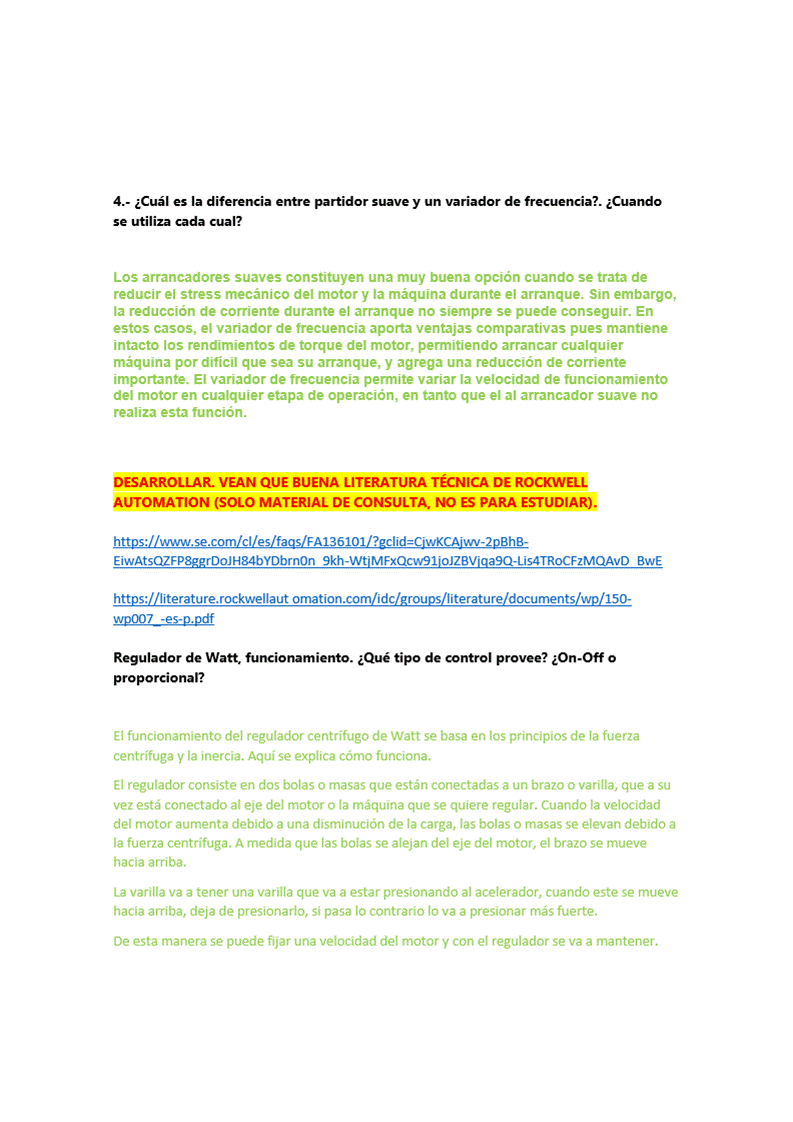 4.- ¿Cuál es la diferencia entre partidor suave y un variador de frecuencia?. ¿Cuando
se utiliza cada cual?
Los arrancadores suaves constituyen una muy buena opción cuando se trata de
reducir el stress mecánico del motor y la máquina durante el arranque. Sin embargo,
la reducción de corriente durante el arranque no siempre se puede conseguir. En
estos casos, el variador de frecuencia aporta ventajas comparativas pues mantiene
intacto los rendimientos de torque del motor, permitiendo arrancar cualquier
máquina por difícil que sea su arranque, y agrega una reducción de corriente
importante. El variador de frecuencia permite variar la velocidad de funcionamiento
del motor en cualquier etapa de operación, en tanto que el al arrancador suave no
realiza esta función.
DESARROLLAR. VEAN QUE BUENA LITERATURA TÉCNICA DE ROCKWELL
AUTOMATION (SOLO MATERIAL DE CONSULTA, NO ES PARA ESTUDIAR).
https://www.se.com/cl/es/faqs/FA136101/?gclid=CjwKCAjwv-2pBhB-
EiwAtsQZFP8ggrDoJH84bYDbrn0n_9kh-WtjMFxQcw91joJZBVjqa9Q-Lis4TRoCFzMQAvD_BwE
https://literature.rockwellaut omation.com/idc/groups/literature/documents/wp/150-
wp007_-es-p.pdf
Regulador de Watt, funcionamiento. ¿Qué tipo de control provee? ¿On-Off o
proporcional?
El funcionamiento del regulador centrífugo de Watt se basa en los principios de la fuerza
centrífuga y la inercia. Aquí se explica cómo funciona.
El regulador consiste en dos bolas o masas que están conectadas a un brazo o varilla, que a su
vez está conectado al eje del motor o la máquina que se quiere regular. Cuando la velocidad
del motor aumenta debido a una disminución de la carga, las bolas o masas se elevan debido a
la fuerza centrífuga. A medida que las bolas se alejan del eje del motor, el brazo se mueve
hacia arriba.
La varilla va a tener una varilla que va a estar presionando al acelerador, cuando este se mueve
hacia arriba, deja de presionarlo, si pasa lo contrario lo va a presionar más fuerte.
De esta manera se puede fijar una velocidad del motor y con el regulador se va a mantener.